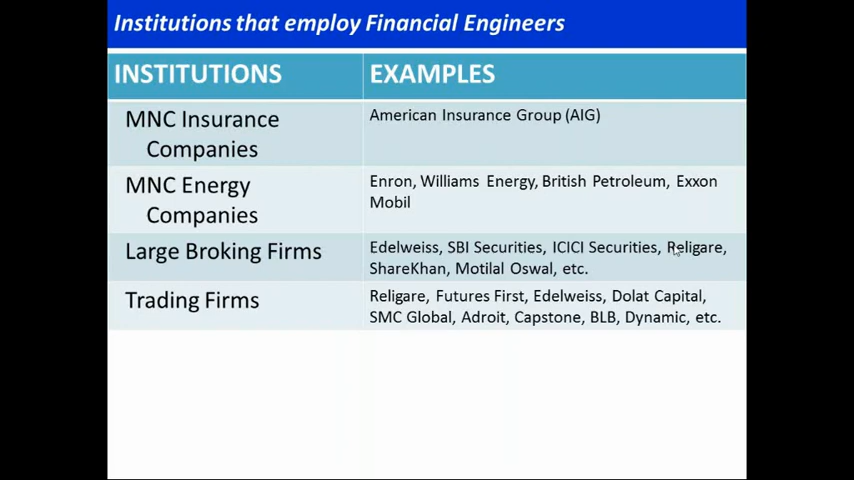 Institutions that employ Financial Engineers
INSTITUTIONS
EXAMPLES
MNC Insurance
Companies
American Insurance Group (AIG)
MNC Energy
Companies
Enron, Williams Energy, British Petroleum, Exxon
Mobil
Large Broking Firms
Edelweiss, SBI Securities, ICICI Securities, Religare,
ShareKhan, Motilal Oswal, etc.
Trading Firms
Religare, Futures First, Edelweiss, Dolat Capital,
SMC Global, Adroit, Capstone, BLB, Dynamic, etc.